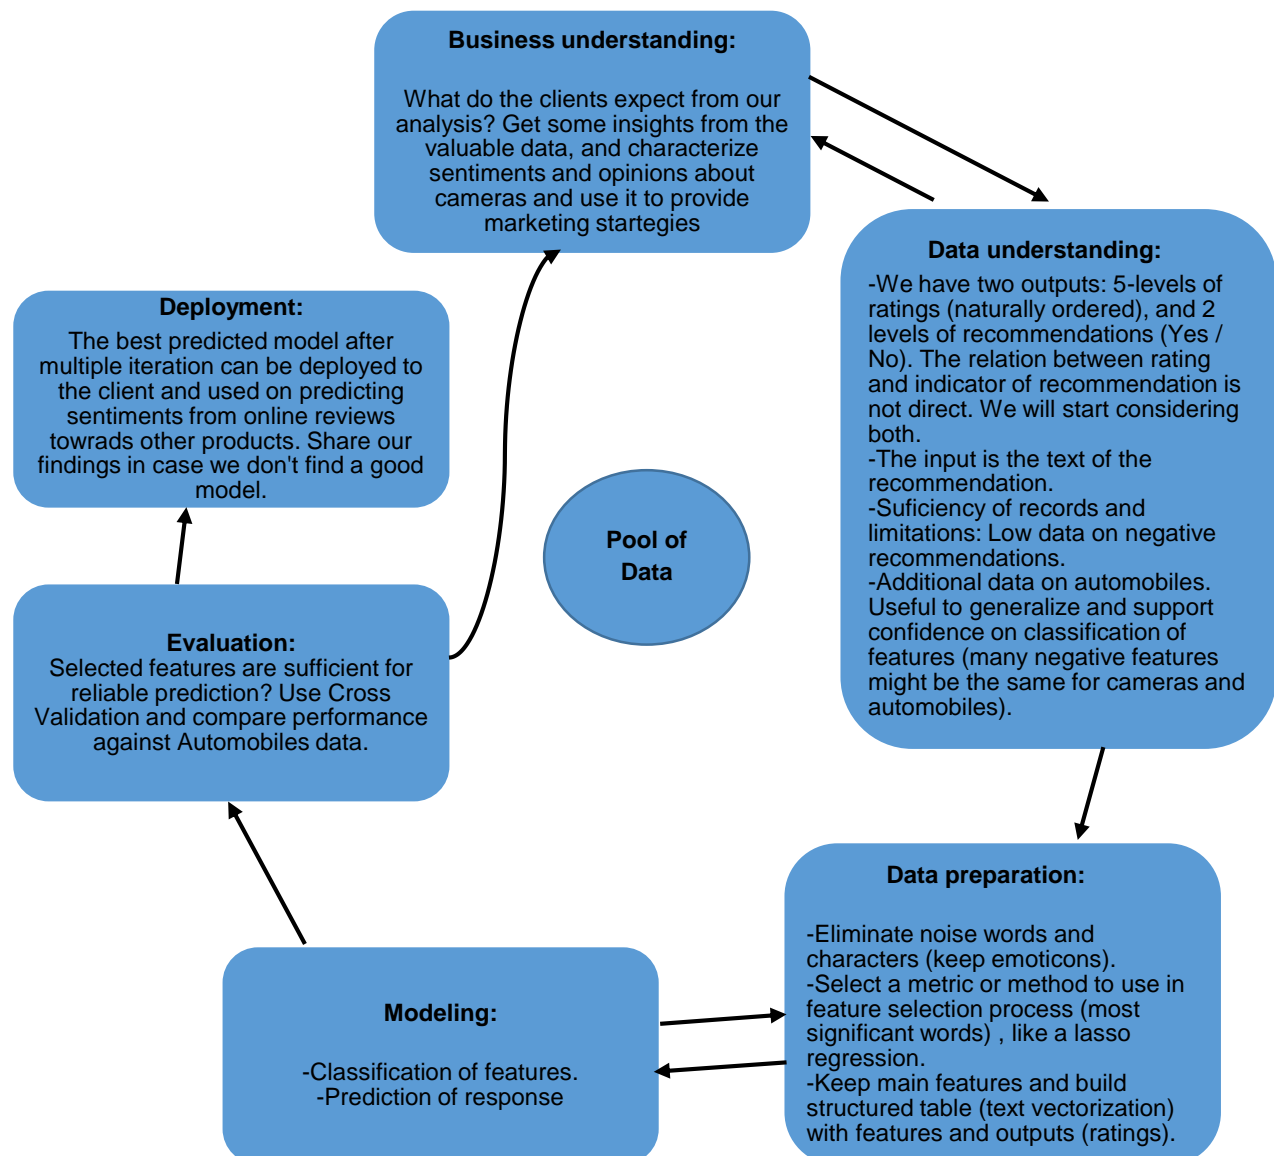 Business understanding:
What do the clients expect from our
analysis? Get some insights from the
valuable data, and characterize
sentiments and opinions about
cameras and use it to provide
marketing startegies
Data understanding:
-We have two outputs: 5-levels of
ratings (naturally ordered), and 2
levels of recommendations (Yes /
No). The relation between rating
and indicator of recommendation is
not direct. We will start considering
both.
-The input is the text of the
recommendation.
-Suficiency of records and
limitations: Low data on negative
recommendations.
-Additional data on automobiles.
Useful to generalize and support
confidence on classification of
features (many negative features
might be the same for cameras and
automobiles).
Data preparation:
-Eliminate noise words and
characters (keep emoticons).
-Select a metric or method to use in
feature selection process (most
significant words) , like a lasso
regression.
-Keep main features and build
structured table (text vectorization)
with features and outputs (ratings).
Modeling:
-Classification of features.
-Prediction of response
Evaluation:
Selected features are sufficient for
reliable prediction? Use Cross
Validation and compare performance
against Automobiles data.
Deployment:
The best predicted model after
multiple iteration can be deployed to
the client and used on predicting
sentiments from online reviews
towrads other products. Share our
findings in case we don't find a good
model.
Pool of
Data